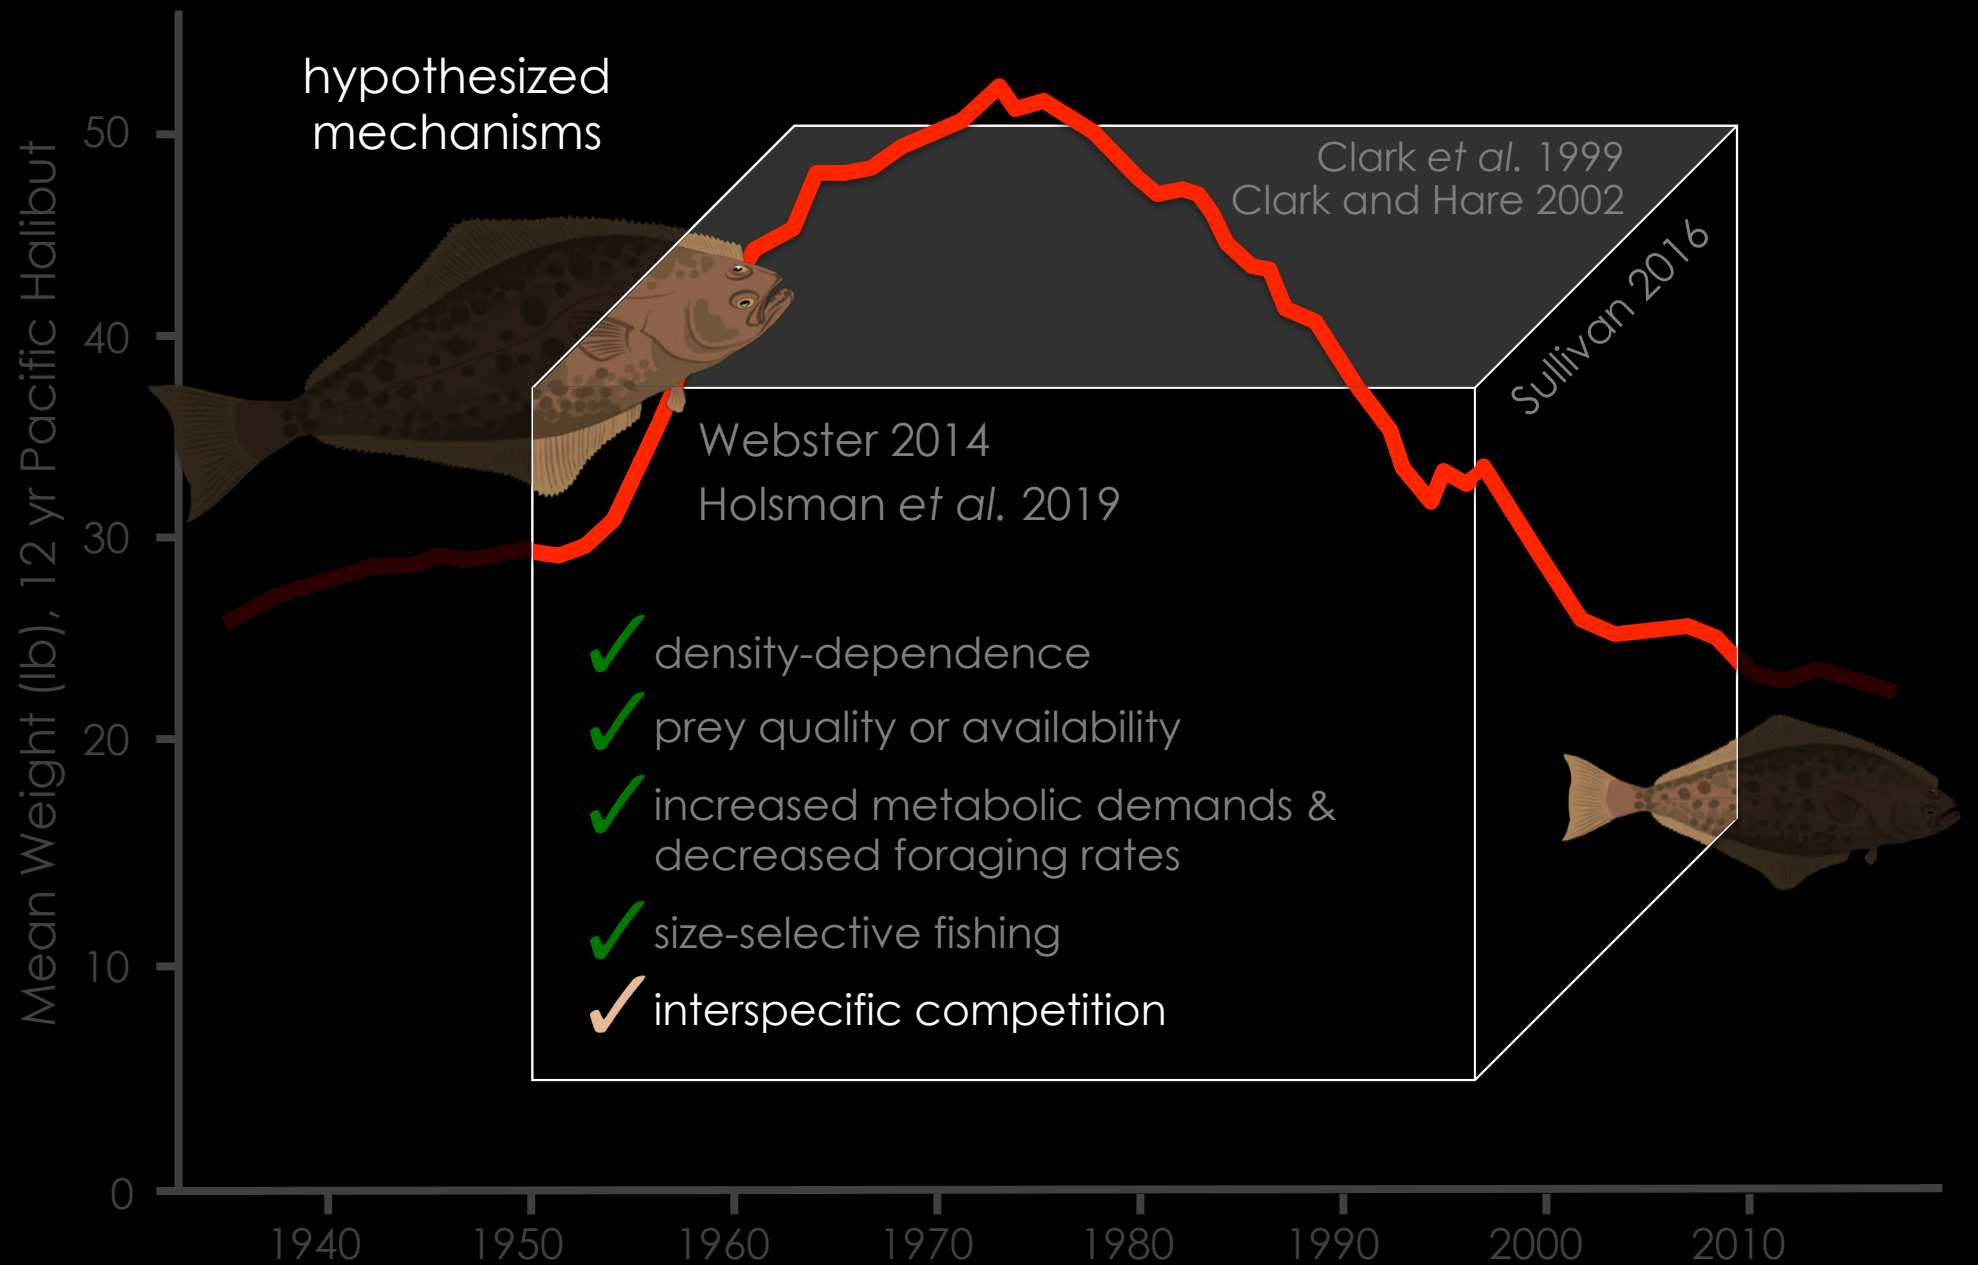 hypothesized
mechanisms
Mean Weight (lb), 12 yr Pacific Halibut
50
40
30
20
10
0
Clark et al. 1999
Clark and Hare 2002
Sullivan 2016
Webster 2014
Holsman et al. 2019
✓ density-dependence
✓ prey quality or availability
✓ increased metabolic demands &
decreased foraging rates
✓ size-selective fishing
✓ interspecific competition
1940 1950 1960 1970 1980 1990 2000 2010